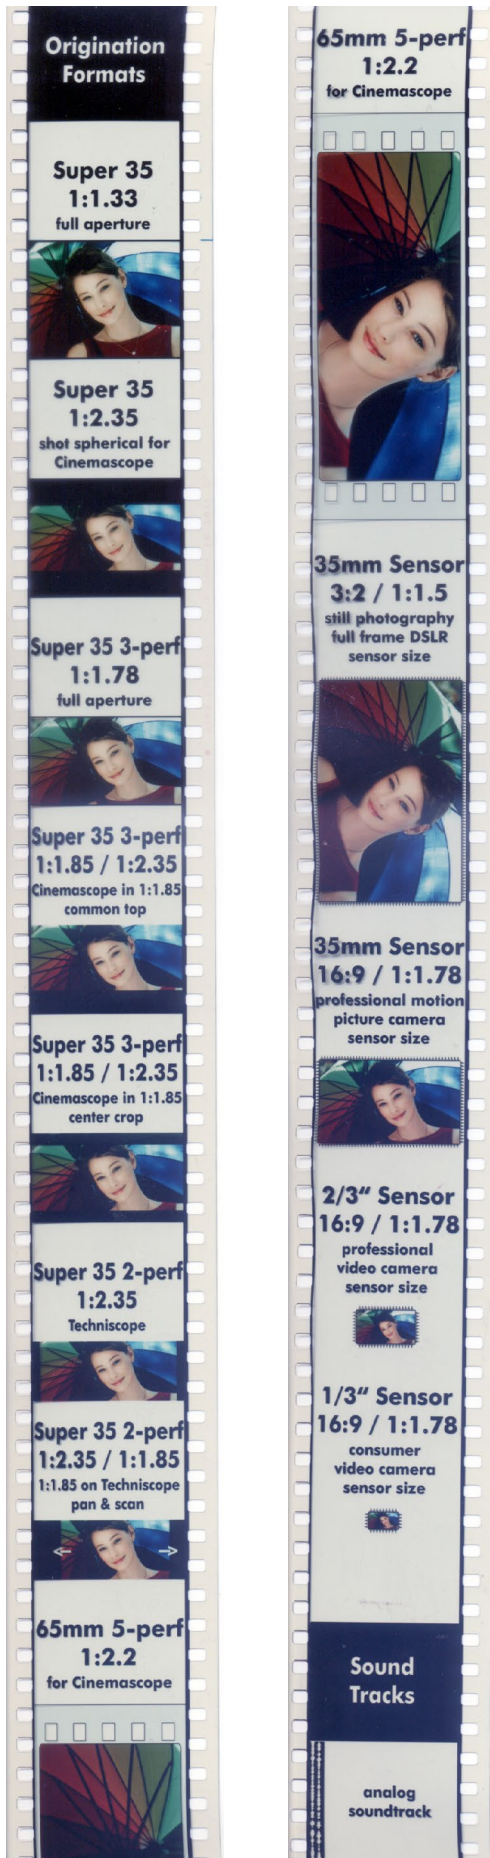 Origination
Formats
Super 35
1:1.33
full aperture
Super 35
1:2.35
shot spherical for
Cinemascope
Super 35 3-perf
1:1.78
full aperture
Super 35 3-perf
1:1.85 / 1:2.35
Cinemascope in 1:1.85
common top
Super 35 3-perf
1:1.85 / 1:2.35
Cinemascope in 1:1.85
center crop
Super 35 2-perf
1:2.35
Techniscope
Super 35 2-perf
1:2.35 / 1:1.85
1:1.85 on Techniscope
pan & scan
65mm 5-perf
1:2.2
for Cinemascope
65mm 5-perf
1:2.2
for Cinemascope
35mm Sensor
3:2 / 1:1.5
still photography
full frame DSLR
sensor size
35mm Sensor
16:9 / 1:1.78
professional motion
picture camera
sensor size
2/3“ Sensor
16:9 / 1:1.78
professional
video camera
sensor size
1/3“ Sensor
16:9 / 1:1.78
consumer
video camera
sensor size
Sound
Tracks
analog
soundtrack